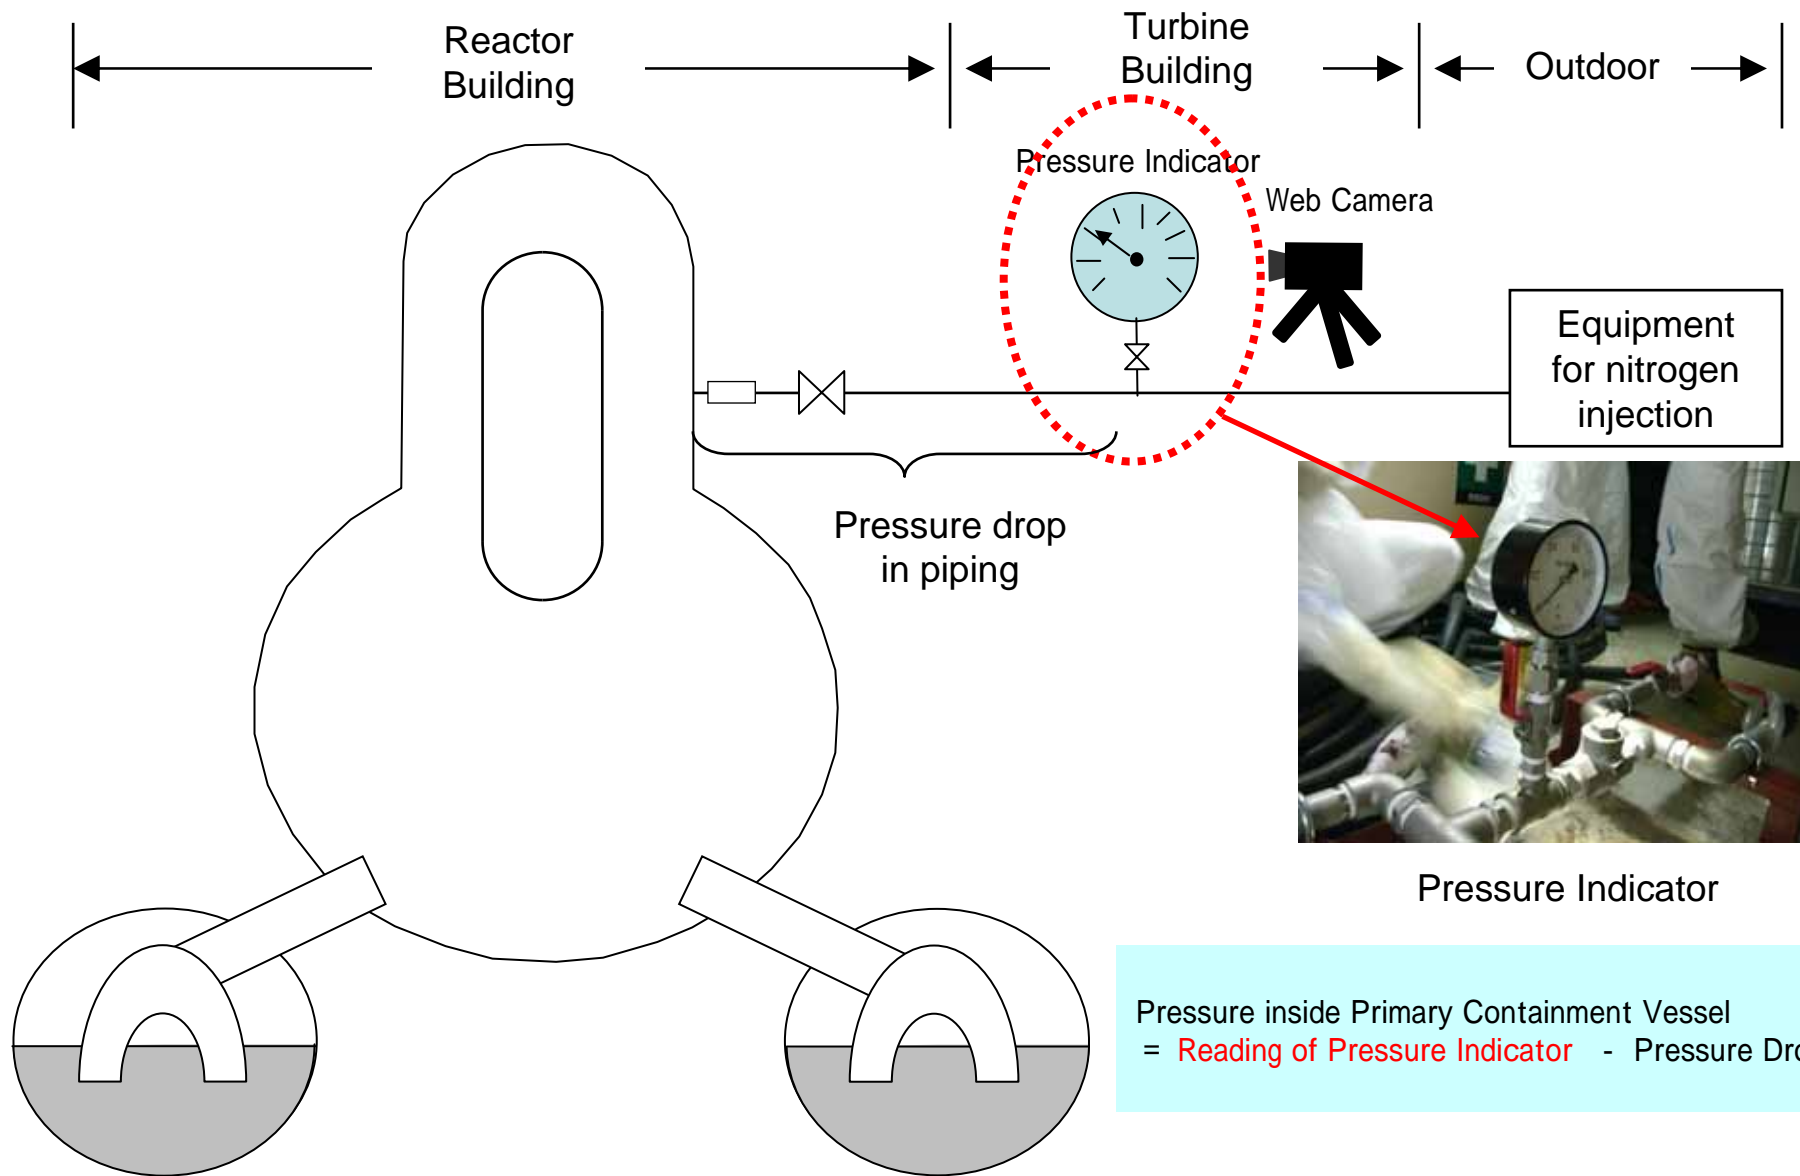 Reactor
Building
Turbine
Building
Outdoor
Pressure Indicator
Web Camera
Equipment
for nitrogen
injection
Pressure drop
in piping
Pressure Indicator
Pressure inside Primary Containment Vessel
= Reading of Pressure Indicator - Pressure Dro